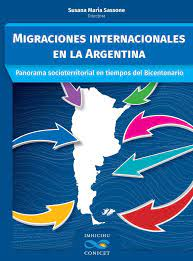 Susana María Sassone
Directora
MIGRACIONES INTERNACIONALES
EN LA ARGENTINA
Panorama socioterritorial en tiempos del Bicentenario
IMHICIHU
CONICET